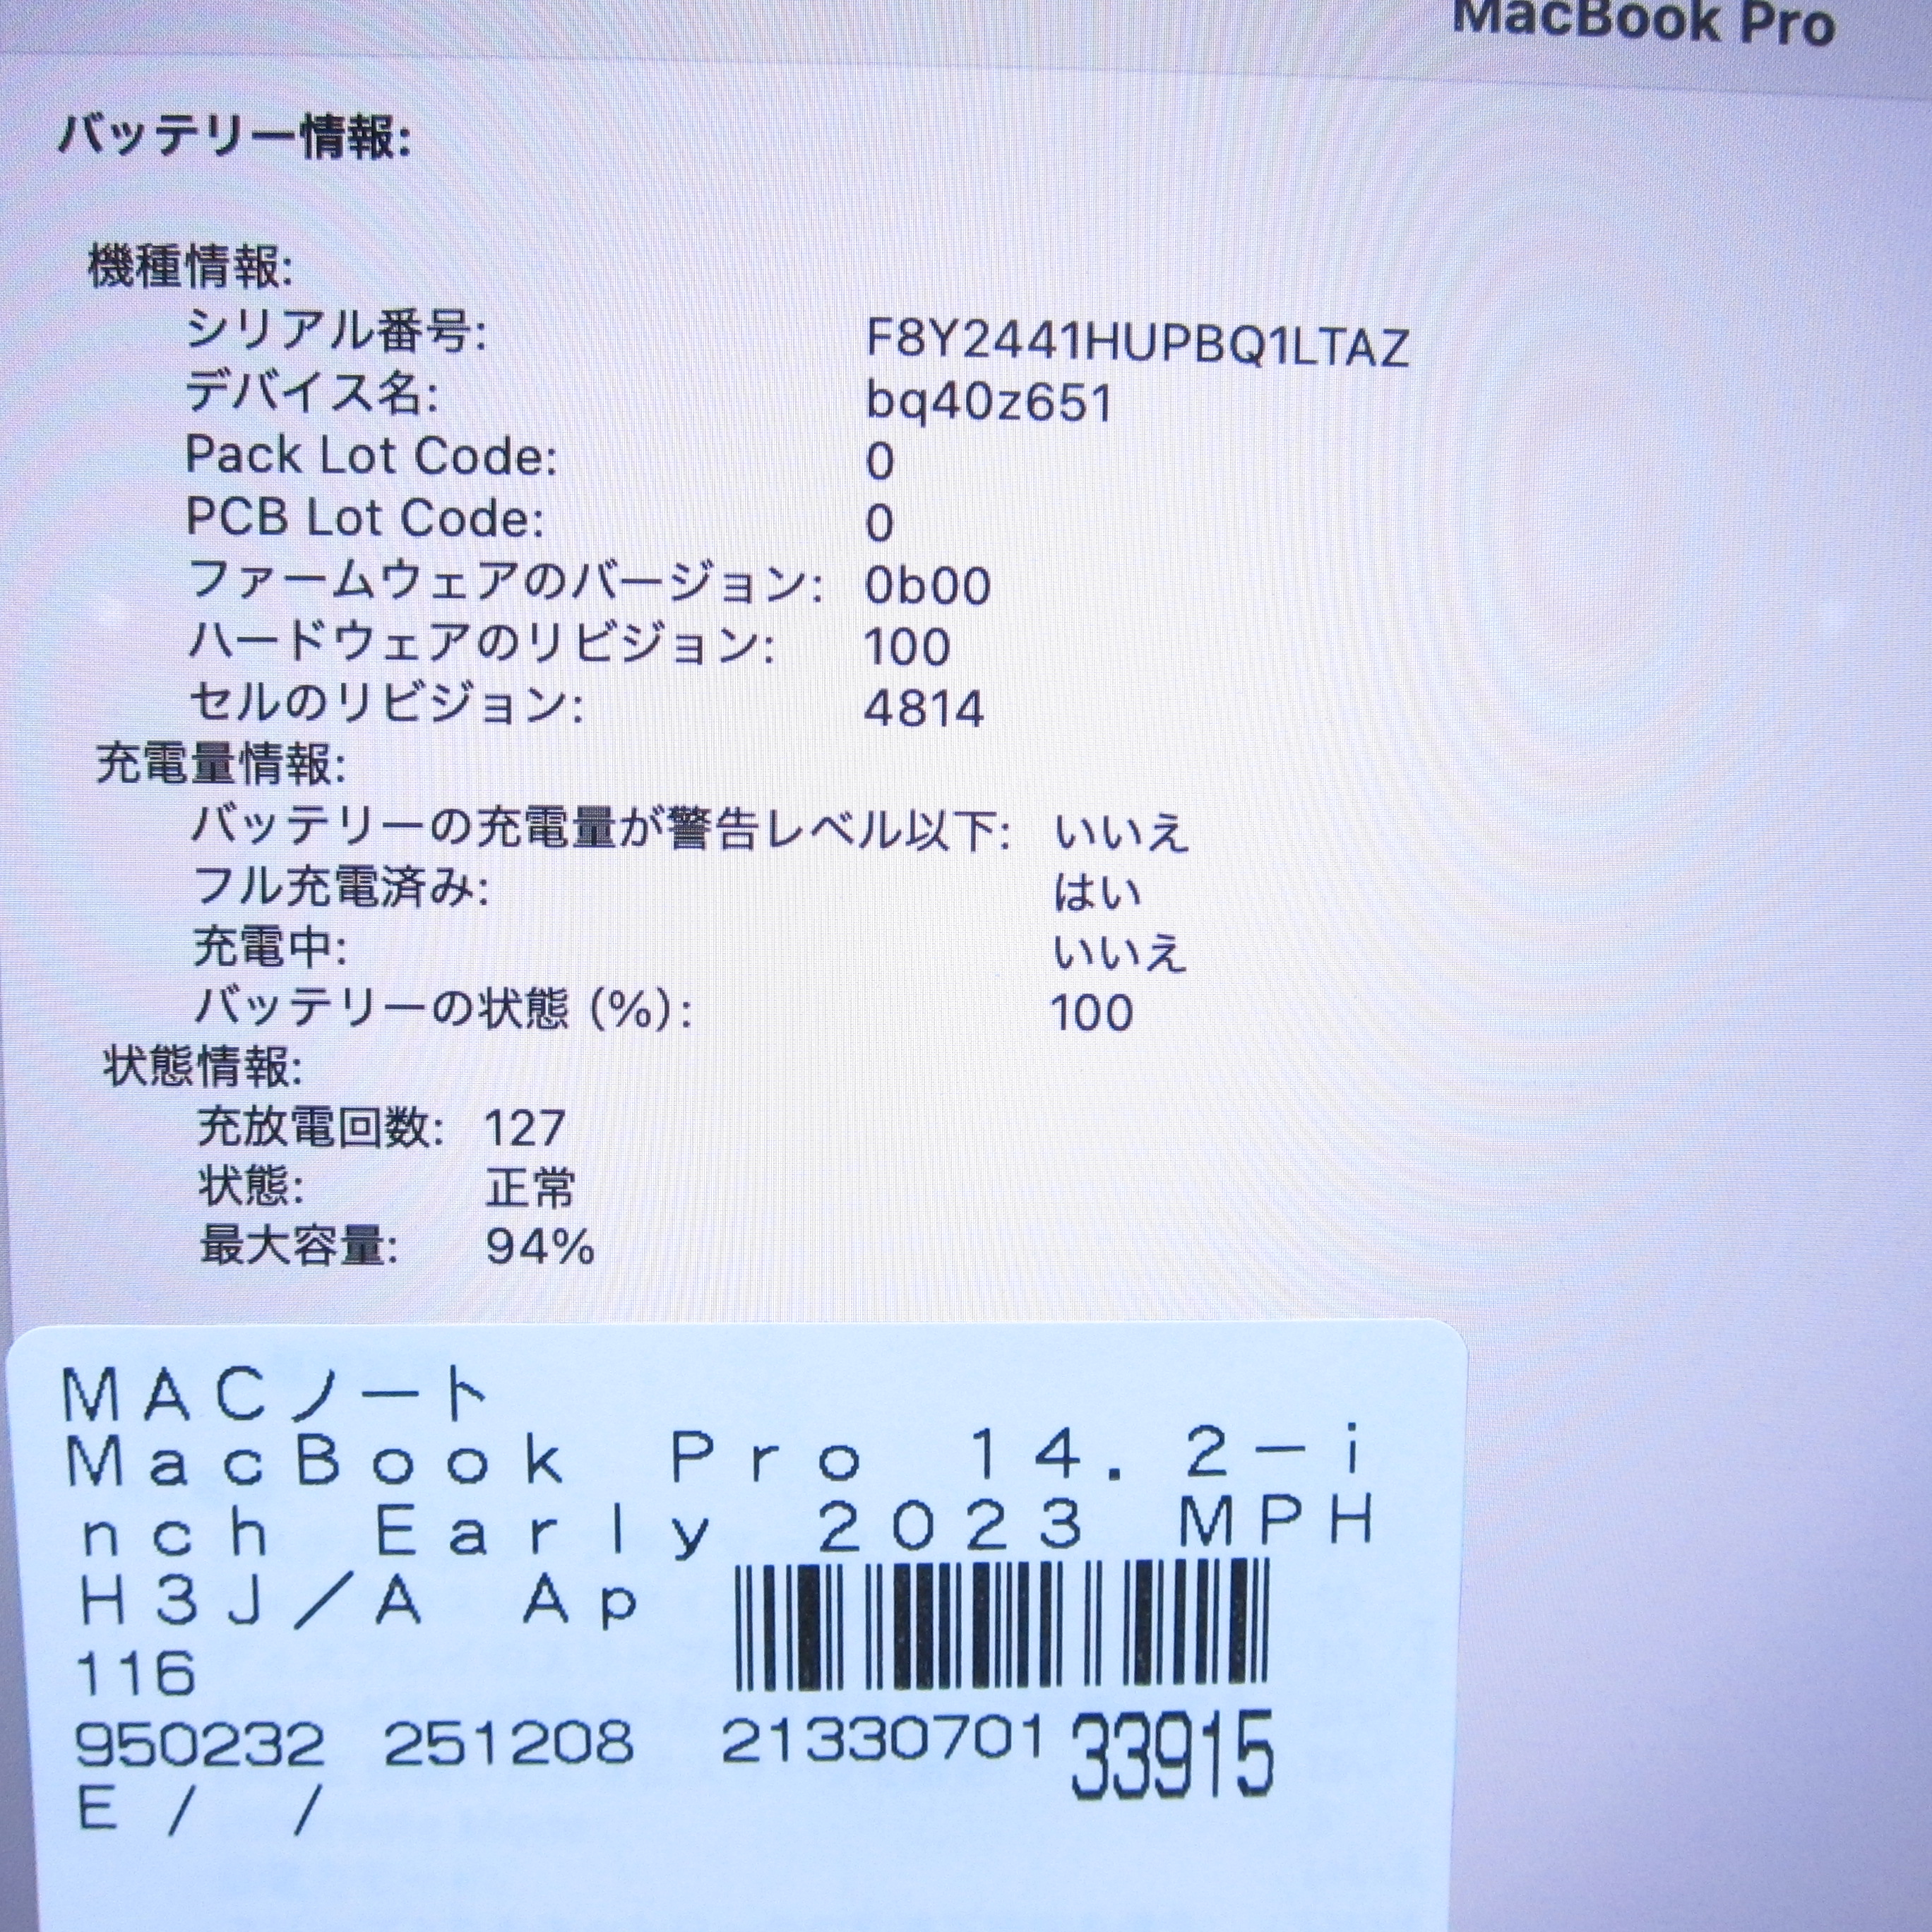 MacBook Pro
バッテリー情報:
機種情報:
シリアル番号: F8Y2441HUPBQ1LTAZ
デバイス名: bq40z651
Pack Lot Code: 0
PCB Lot Code: 0
ファームウェアのバージョン: 0b00
ハードウェアのリビジョン: 100
セルのリビジョン: 4814
充電量情報:
バッテリーの充電量が警告レベル以下: いいえ
フル充電済み: はい
充電中: いいえ
バッテリーの状態 (%): 100
状態情報:
充放電回数: 127
状態: 正常
最大容量: 94%
MACノート
MacBook Pro 14.2-i
nch Early 2023 MPH
H3J/A Ap
116
950232 251208 21330701 33915
E / /